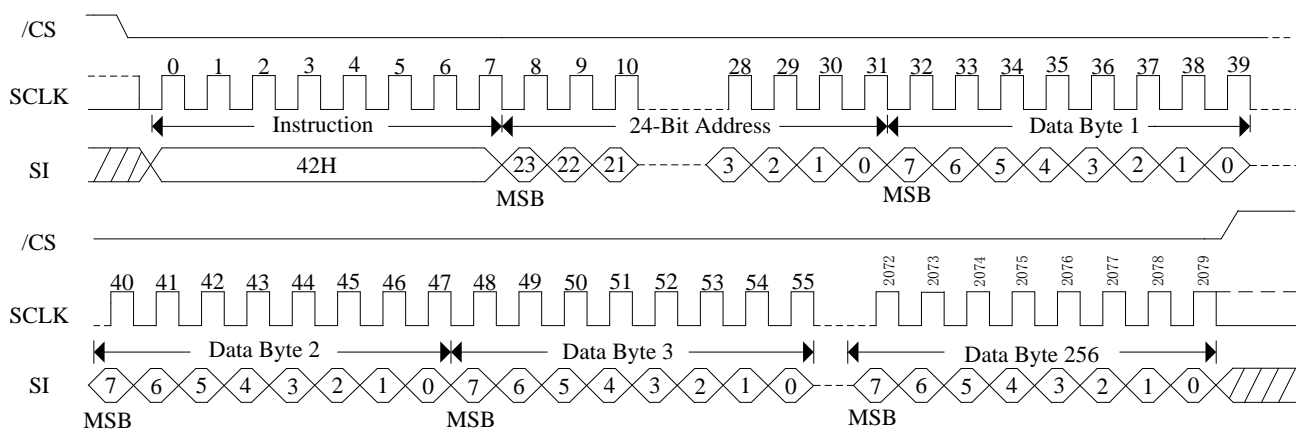 /CS
0 1 2 3 4 5 6 7 8 9 10 28 29 30 31 32 33 34 35 36 37 38 39
SCLK
Instruction 24-Bit Address Data Byte 1
SI 42H 23 22 21 3 2 1 0 7 6 5 4 3 2 1 0
MSB MSB
/CS
40 41 42 43 44 45 46 47 48 49 50 51 52 53 54 55 2072 2073 2074 2075 2076 2077 2078 2079
SCLK
Data Byte 2 Data Byte 3 Data Byte 256
SI 7 6 5 4 3 2 1 0 7 6 5 4 3 2 1 0 7 6 5 4 3 2 1 0
MSB MSB MSB